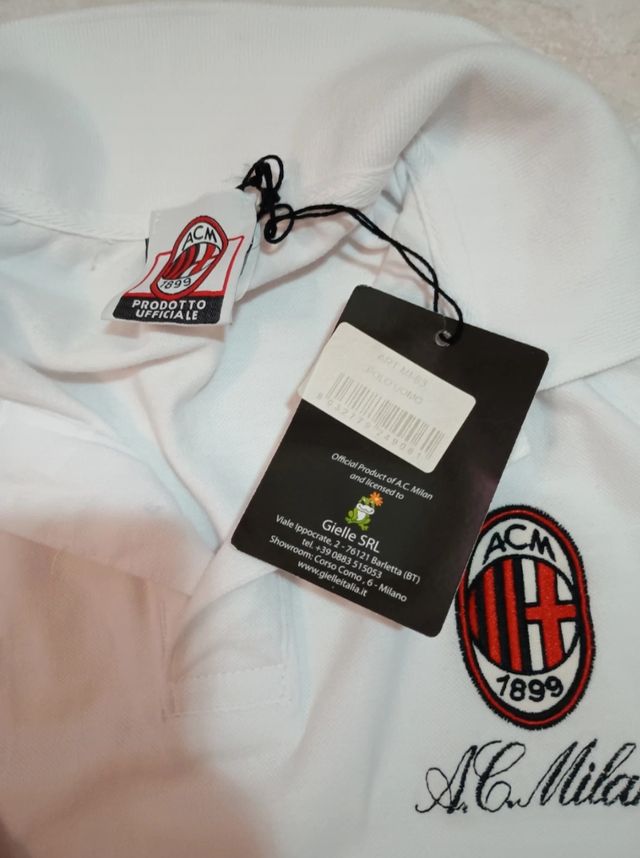 ACM
1899
PRODOTTO
UFFICIALE
POLO UOMO
Official Product of A.C. Milan
and licensed to
Gielle SRL
Viale Ippocrate, 2 - 76121 Barletta (BT)
tel. +39 0883 515053
Showroom: Corso Como , 6 - Milano
www.gielleitalia.it
ACM
1899
A.C. Mila